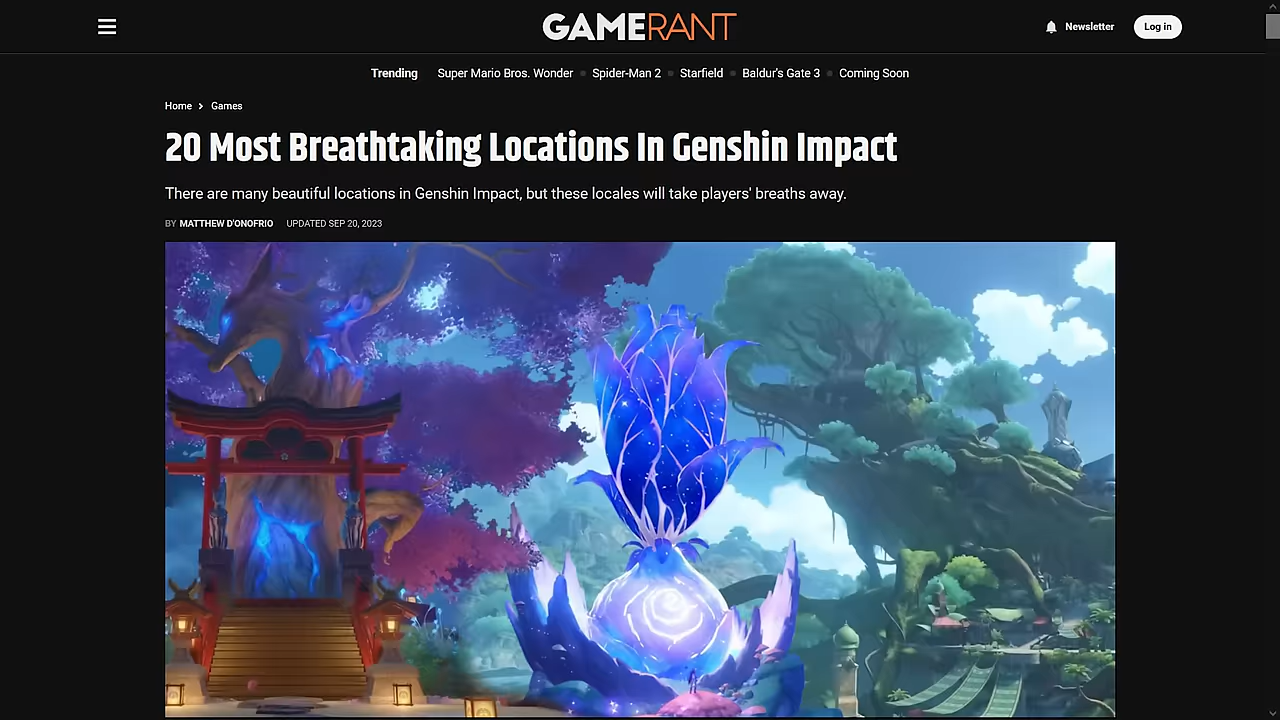 GAMERANT
Newsletter
Log in
Trending Super Mario Bros. Wonder Spider-Man 2 Starfield Baldur's Gate 3 Coming Soon
Home Games
20 Most Breathtaking Locations In Genshin Impact
There are many beautiful locations in Genshin Impact, but these locales will take players' breaths away.
BY MATTHEW D'ONOFRIO UPDATED SEP 20, 2023